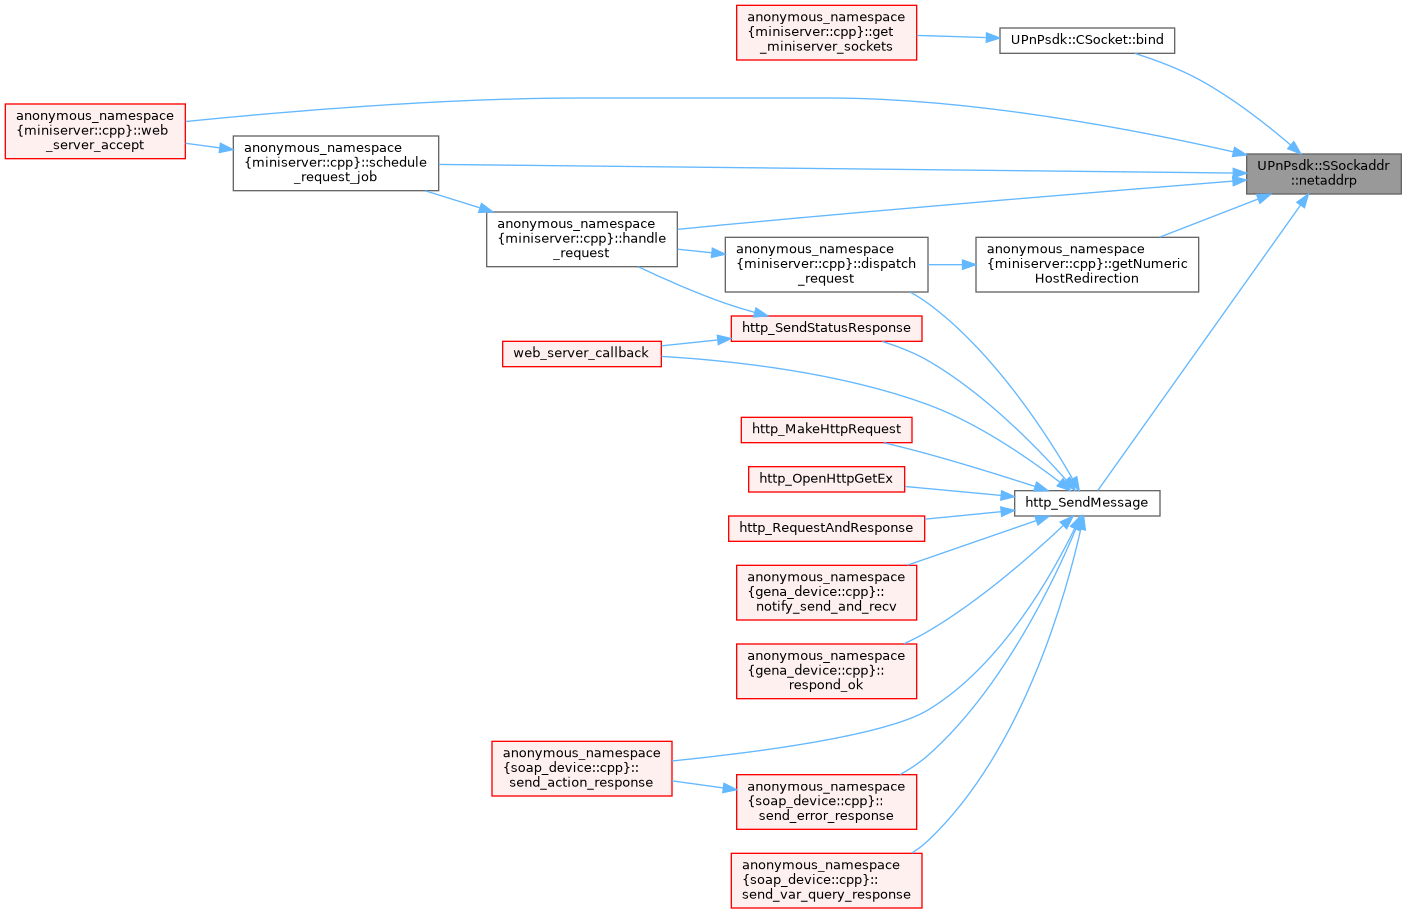 anonymous_namespace
{miniserver::cpp}::get
_miniserver_sockets
UPnPsdk::CSocket::bind
anonymous_namespace
{miniserver::cpp}::web
_server_accept
anonymous_namespace
{miniserver::cpp}::schedule
_request_job
UPnPsdk::SSockaddr
::netaddrp
anonymous_namespace
{miniserver::cpp}::handle
_request
anonymous_namespace
{miniserver::cpp}::dispatch
_request
anonymous_namespace
{miniserver::cpp}::getNumeric
HostRedirection
http_SendStatusResponse
web_server_callback
http_MakeHttpRequest
http_OpenHttpGetEx
http_SendMessage
http_RequestAndResponse
anonymous_namespace
{gena_device::cpp}::
notify_send_and_recv
anonymous_namespace
{gena_device::cpp}::
respond_ok
anonymous_namespace
{soap_device::cpp}::
send_action_response
anonymous_namespace
{soap_device::cpp}::
send_error_response
anonymous_namespace
{soap_device::cpp}::
send_var_query_response